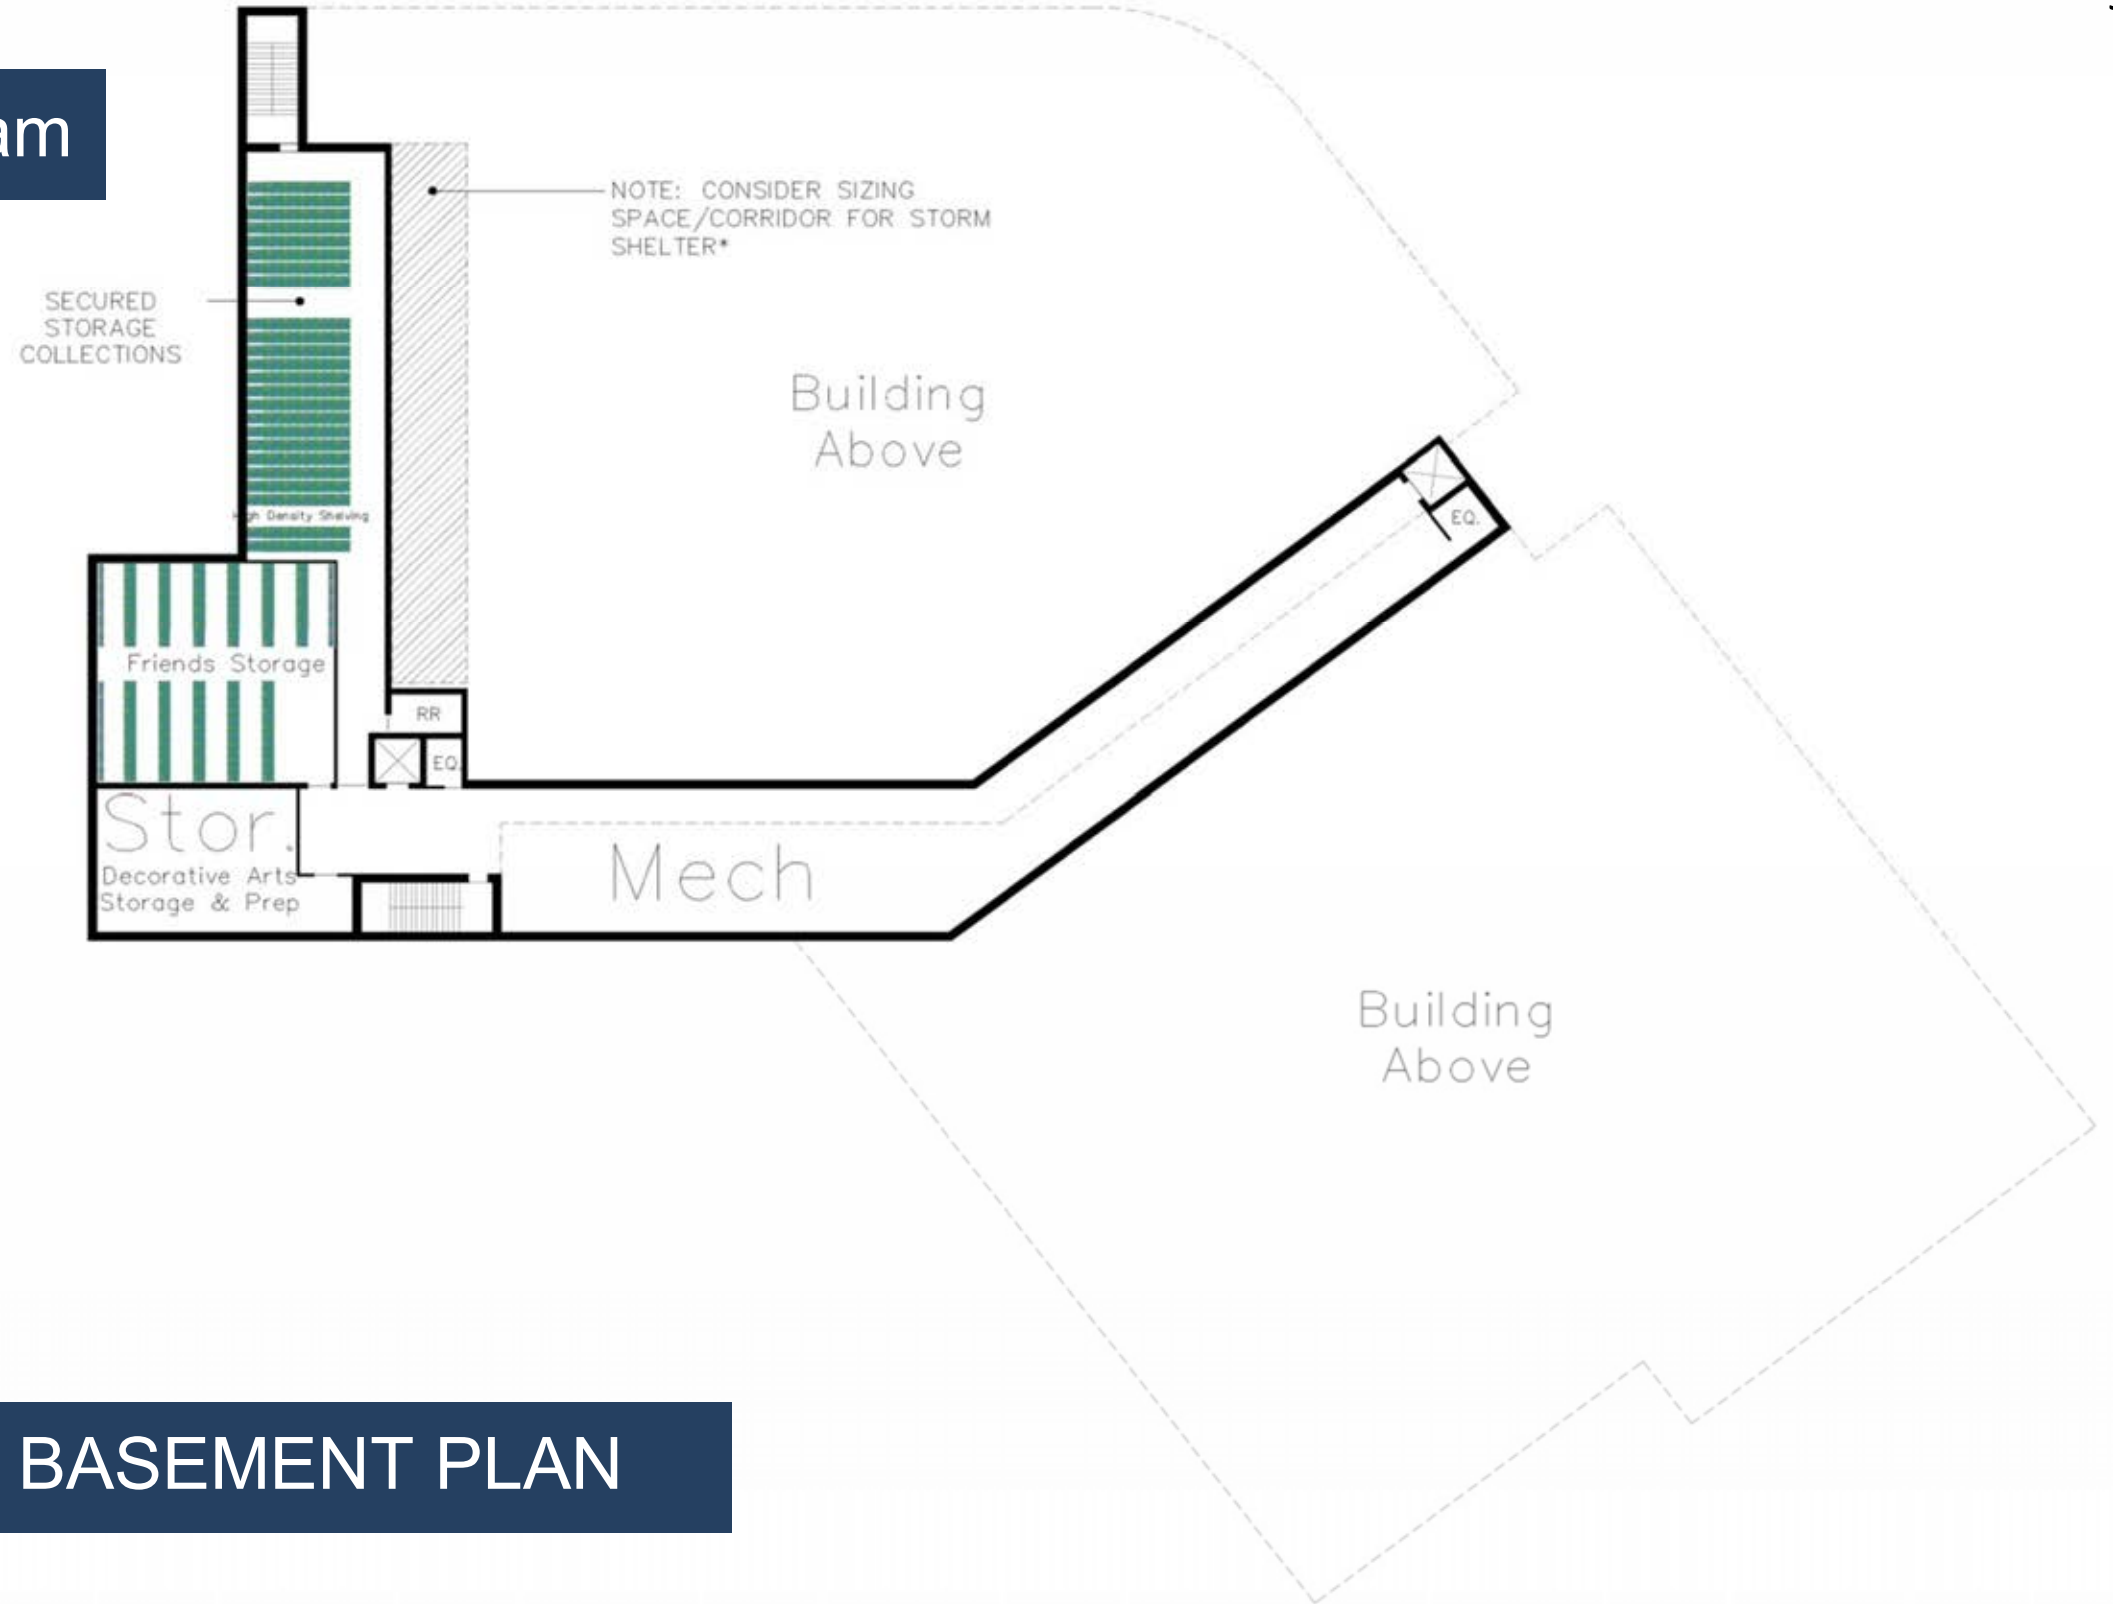 am
NOTE: CONSIDER SIZING
SPACE/CORRIDOR FOR STORM
SHELTER*
SECURED
STORAGE
COLLECTIONS
Building
Above
High Density Shelving
EQ.
Friends Storage
RR
EQ.
Stor.
Decorative Arts
Storage & Prep
Mech
Building
Above
BASEMENT PLAN